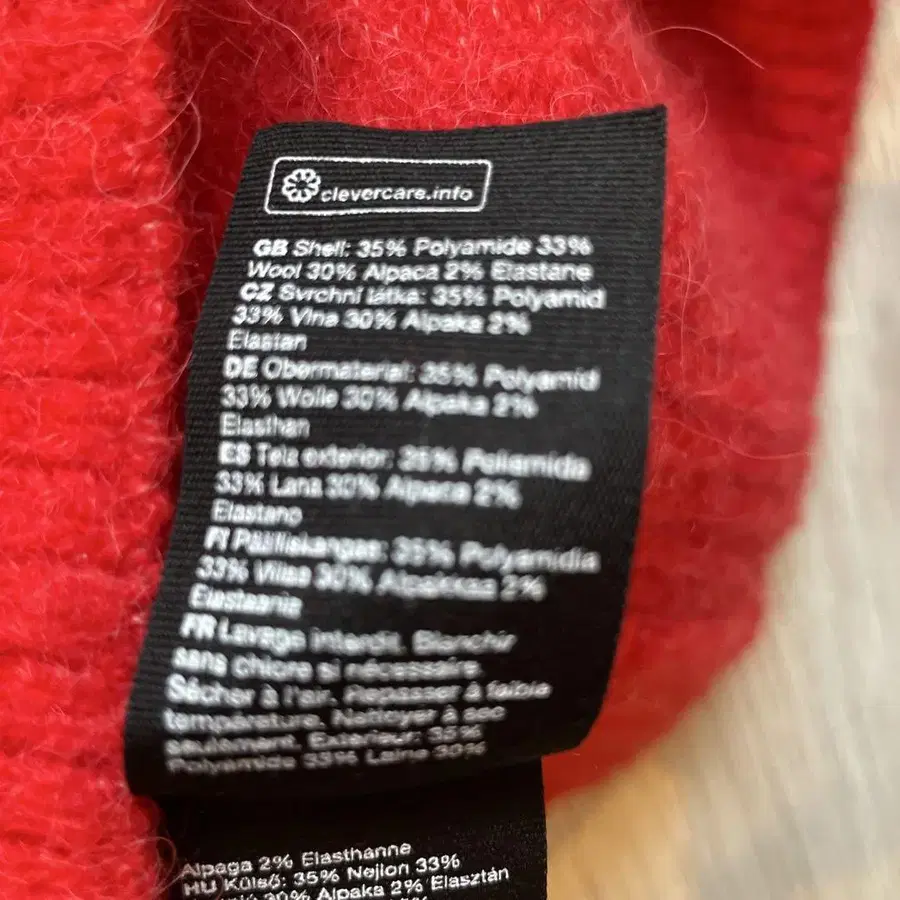 clevercare.info
GB Shell: 35% Polyamide 33%
Wool 30% Alpaca 2% Elastane
CZ Svrchní látka: 35% Polyamid
33% Vlna 30% Alpaka 2%
Elastan
DE Obermaterial: 35% Polyamid
33% Wolle 30% Alpaka 2%
Elasthan
ES Tela exterior: 35% Poliamida
33% Lana 30% Alpaca 2%
Elastano
FI Päälliskangas: 35% Polyamidia
33% Villaa 30% Alpakkaa 2%
Elastaania
FR Lavage interdit. Blanchir
sans chlore si nécessaire.
Sécher à l'air. Repasser à faible
température. Nettoyer à sec
seulement. Extérieur: 35%
Polyamide 33% Laine 30%
Alpaga 2% Elasthanne
HU Külső: 35% Nejlon 33%
30% Alpaka 2% Elasztán